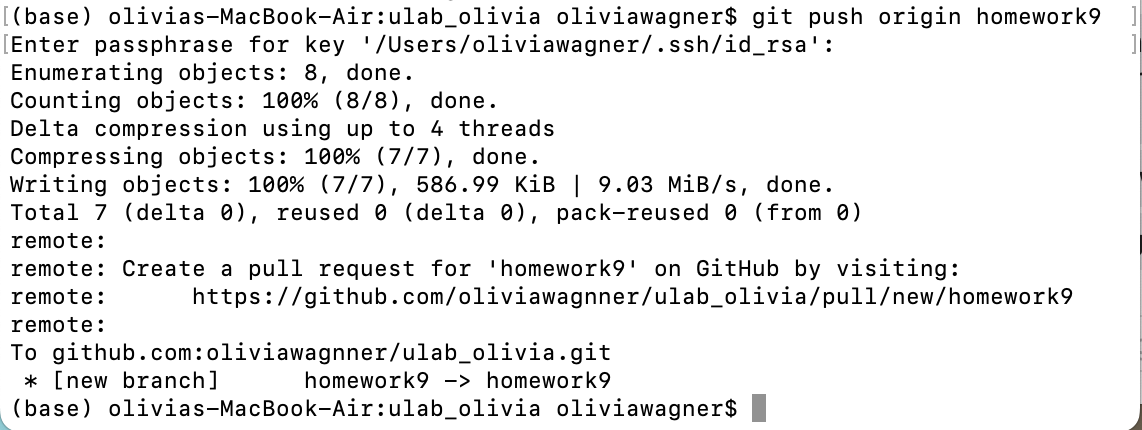 [(base) olivias-MacBook-Air:ulab_olivia oliviawagner$ git push origin homework9 ]
[Enter passphrase for key '/Users/oliviawagner/.ssh/id_rsa': ]
Enumerating objects: 8, done.
Counting objects: 100% (8/8), done.
Delta compression using up to 4 threads
Compressing objects: 100% (7/7), done.
Writing objects: 100% (7/7), 586.99 KiB | 9.03 MiB/s, done.
Total 7 (delta 0), reused 0 (delta 0), pack-reused 0 (from 0)
remote:
remote: Create a pull request for 'homework9' on GitHub by visiting:
remote:      https://github.com/oliviawagnner/ulab_olivia/pull/new/homework9
remote:
To github.com:oliviawagnner/ulab_olivia.git
 * [new branch]      homework9 -> homework9
(base) olivias-MacBook-Air:ulab_olivia oliviawagner$